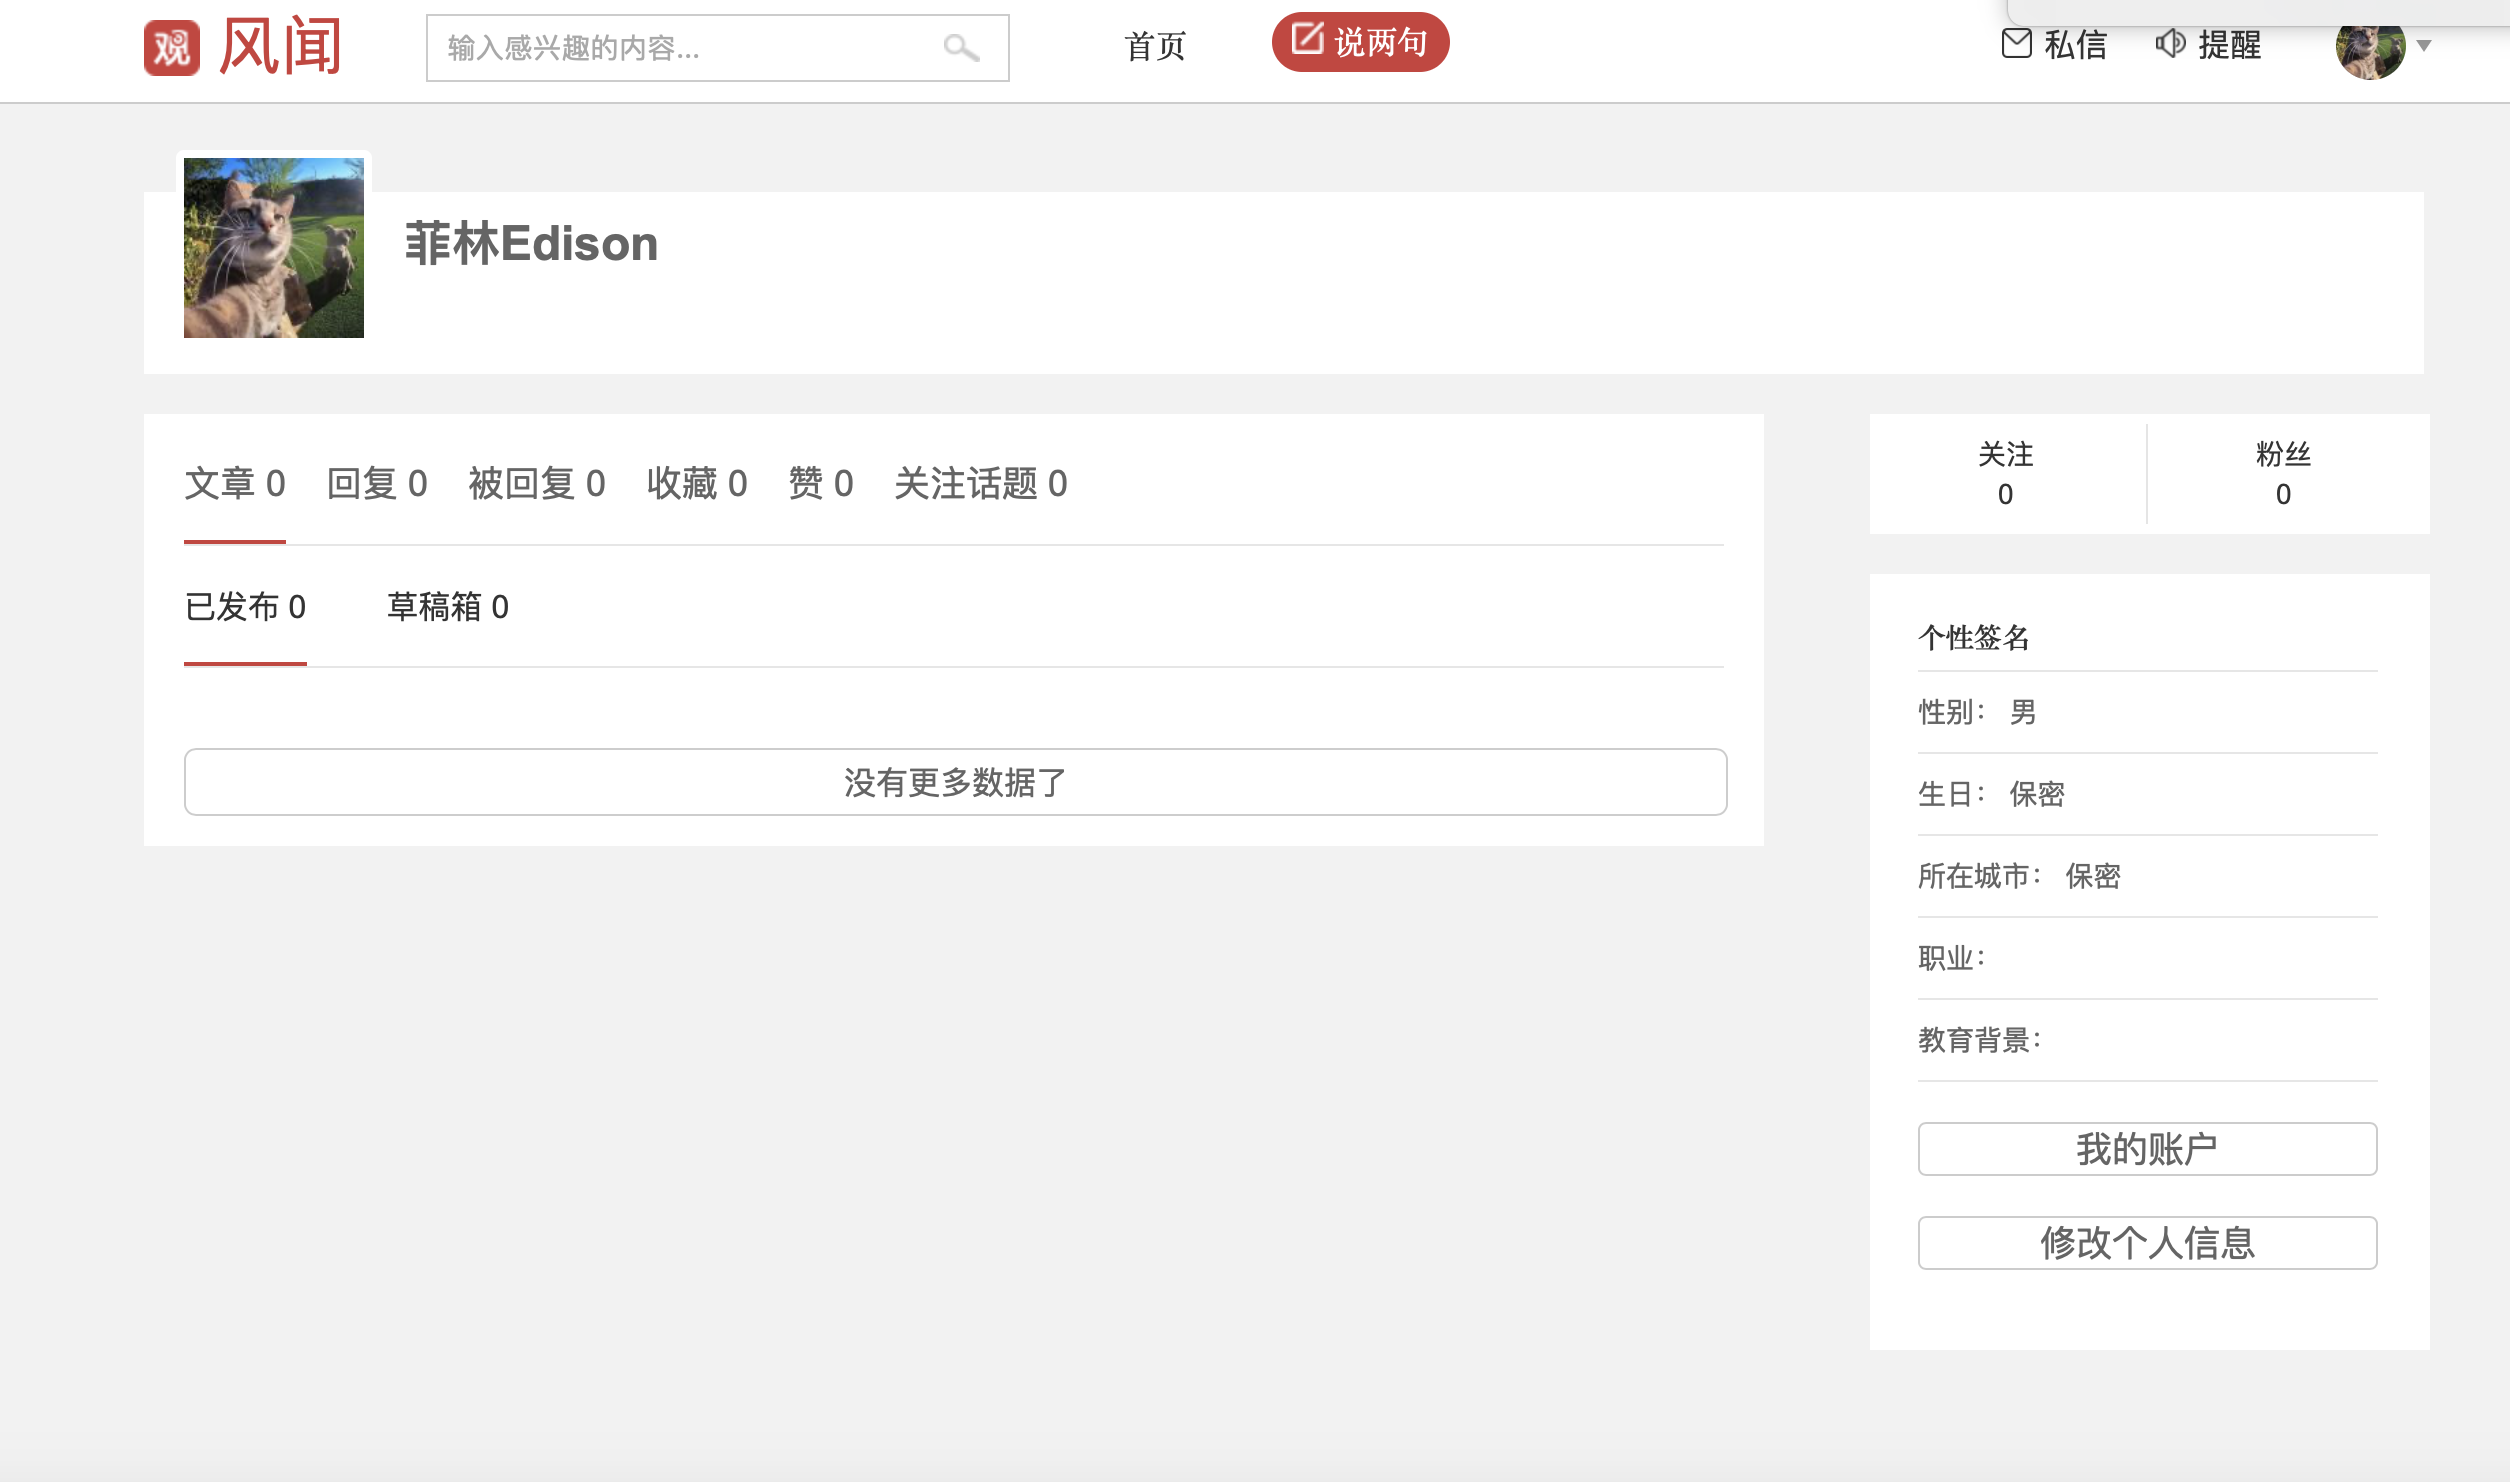 观 风闻
输入感兴趣的内容...
首页
说两句
私信
提醒
菲林Edison
文章 0 回复 0 被回复 0 收藏 0 赞 0 关注话题 0
已发布 0 草稿箱 0
没有更多数据了
关注
0
粉丝
0
个性签名
性别： 男
生日： 保密
所在城市： 保密
职业：
教育背景：
我的账户
修改个人信息